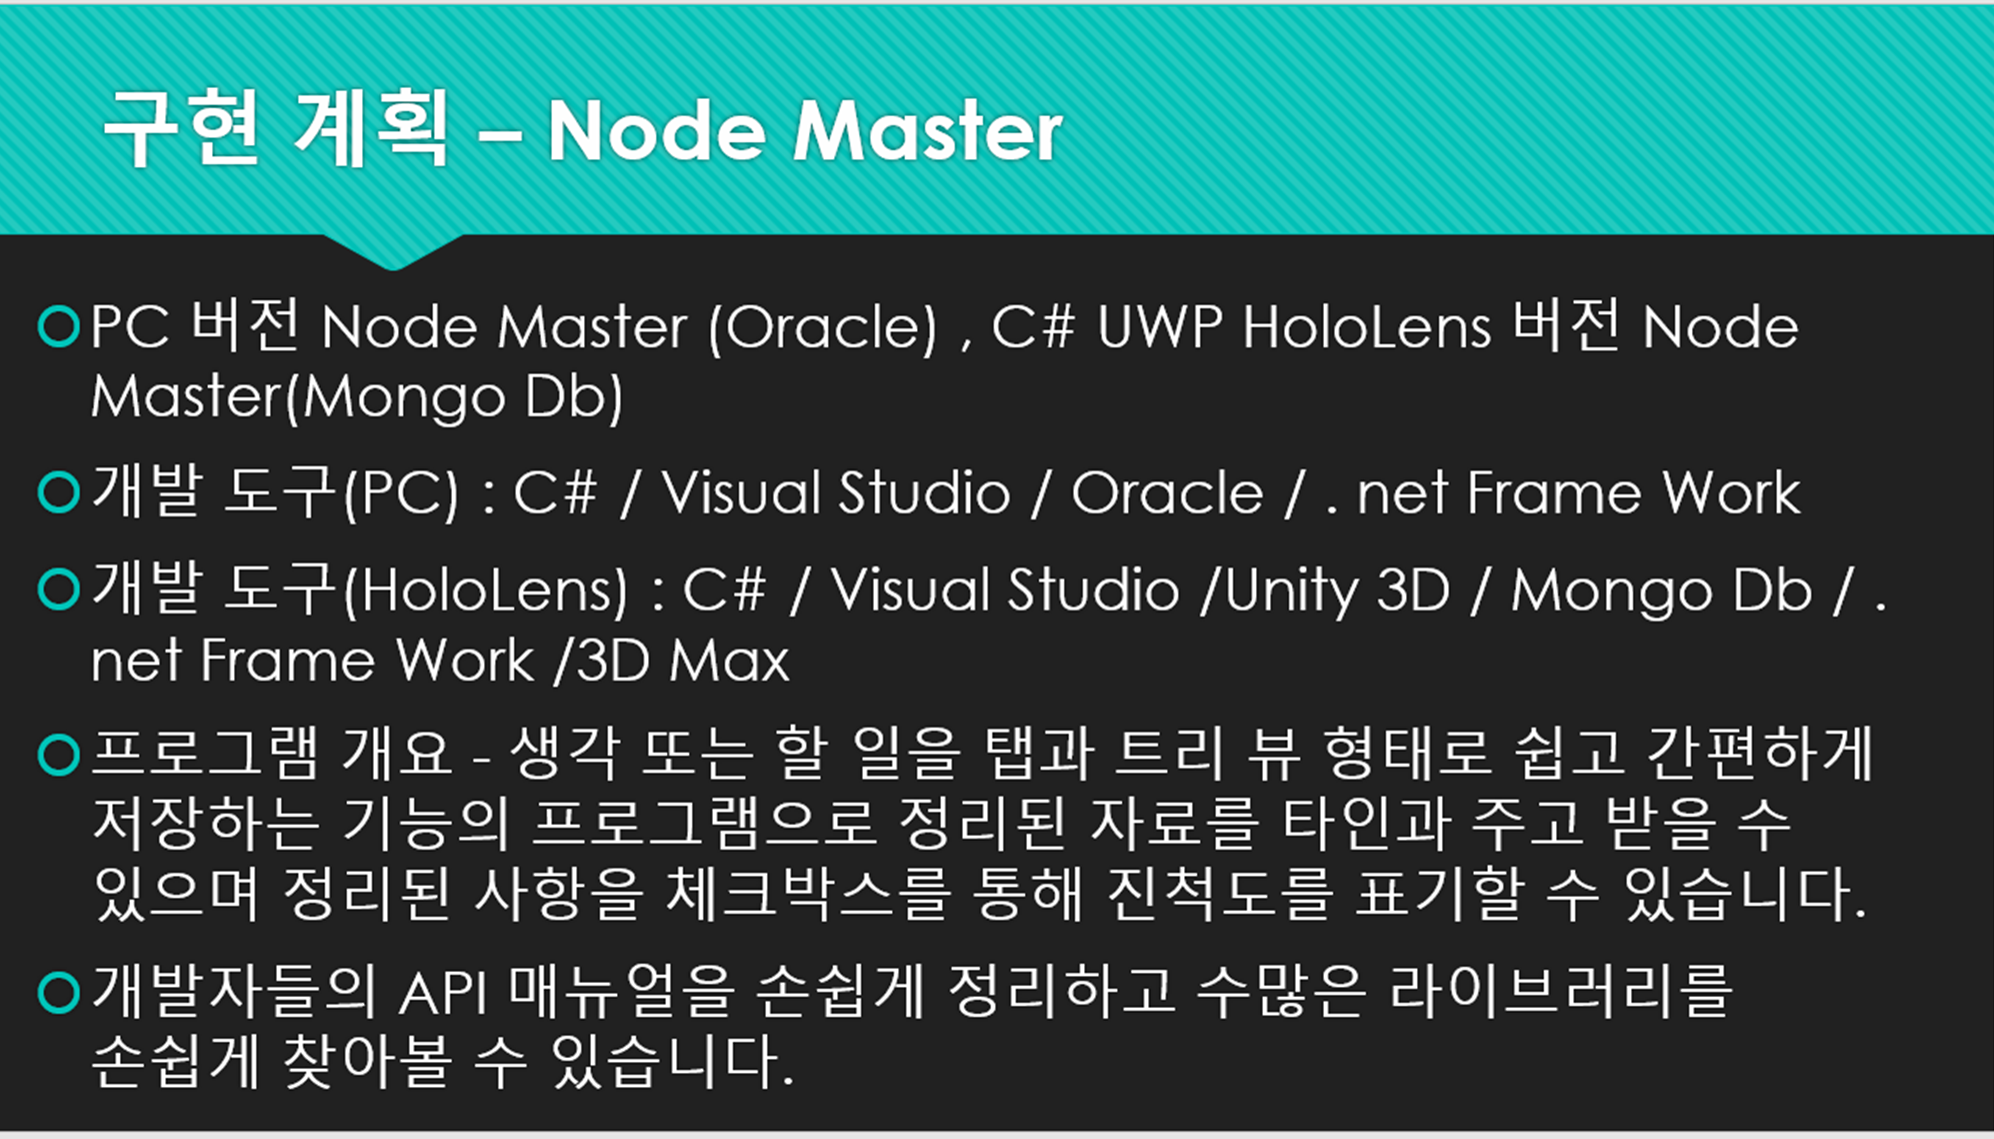 구현 계획 – Node Master
PC 버전 Node Master (Oracle) , C# UWP HoloLens 버전 Node
Master(Mongo Db)
개발 도구(PC) : C# / Visual Studio / Oracle / . net Frame Work
개발 도구(HoloLens) : C# / Visual Studio /Unity 3D / Mongo Db / .
net Frame Work /3D Max
프로그램 개요 - 생각 또는 할 일을 탭과 트리 뷰 형태로 쉽고 간편하게
저장하는 기능의 프로그램으로 정리된 자료를 타인과 주고 받을 수
있으며 정리된 사항을 체크박스를 통해 진척도를 표기할 수 있습니다.
개발자들의 API 매뉴얼을 손쉽게 정리하고 수많은 라이브러리를
손쉽게 찾아볼 수 있습니다.